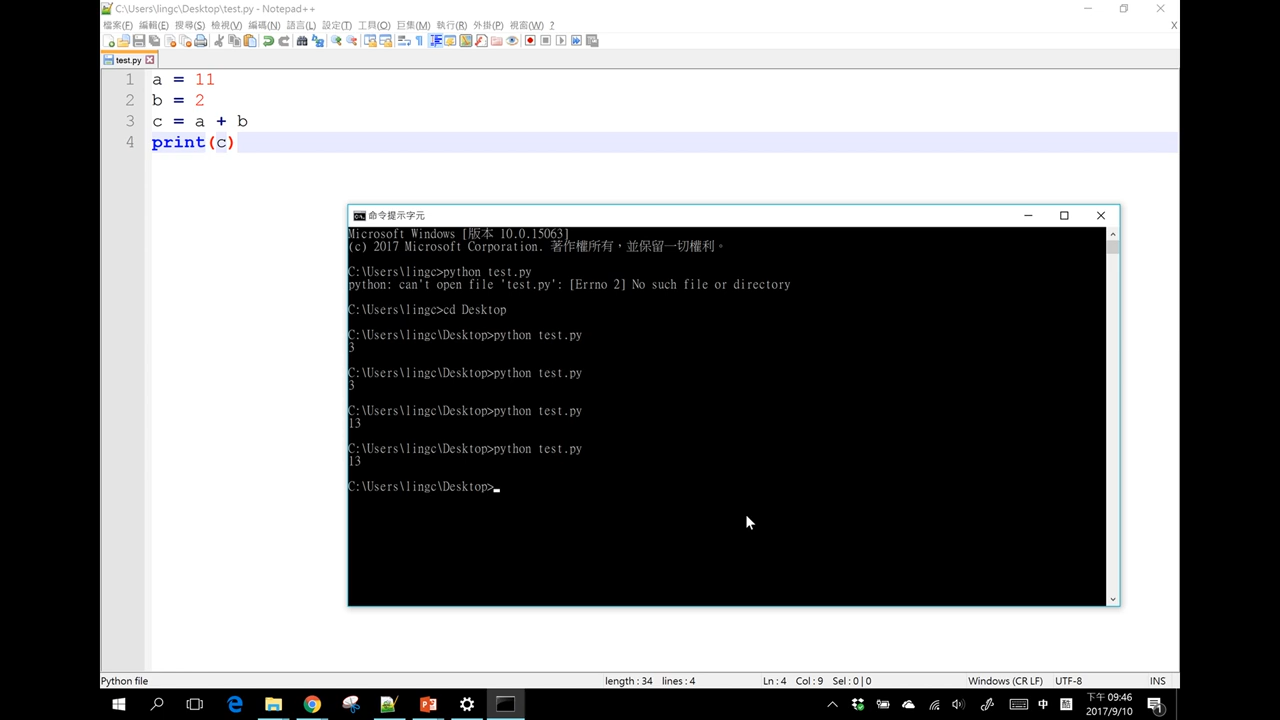 C:\Users\lingc\Desktop\test.py - Notepad++
檔案(F) 編輯(E) 搜尋(S) 檢視(V) 編碼(N) 語言(L) 設定(T) 工具(O) 巨集(M) 執行(R) 外掛(P) 視窗(W) ? X
test.py
1 a = 11
2 b = 2
3 c = a + b
4 print(c)
命令提示字元
Microsoft Windows [版本 10.0.15063]
(c) 2017 Microsoft Corporation. 著作權所有，並保留一切權利。
C:\Users\lingc>python test.py
python: can't open file 'test.py': [Errno 2] No such file or directory
C:\Users\lingc>cd Desktop
C:\Users\lingc\Desktop>python test.py
3
C:\Users\lingc\Desktop>python test.py
3
C:\Users\lingc\Desktop>python test.py
13
C:\Users\lingc\Desktop>python test.py
13
C:\Users\lingc\Desktop>
Python file length : 34 lines : 4 Ln : 4 Col : 9 Sel : 0 | 0 Windows (CR LF) UTF-8 INS
中
下午 09:46
2017/9/10